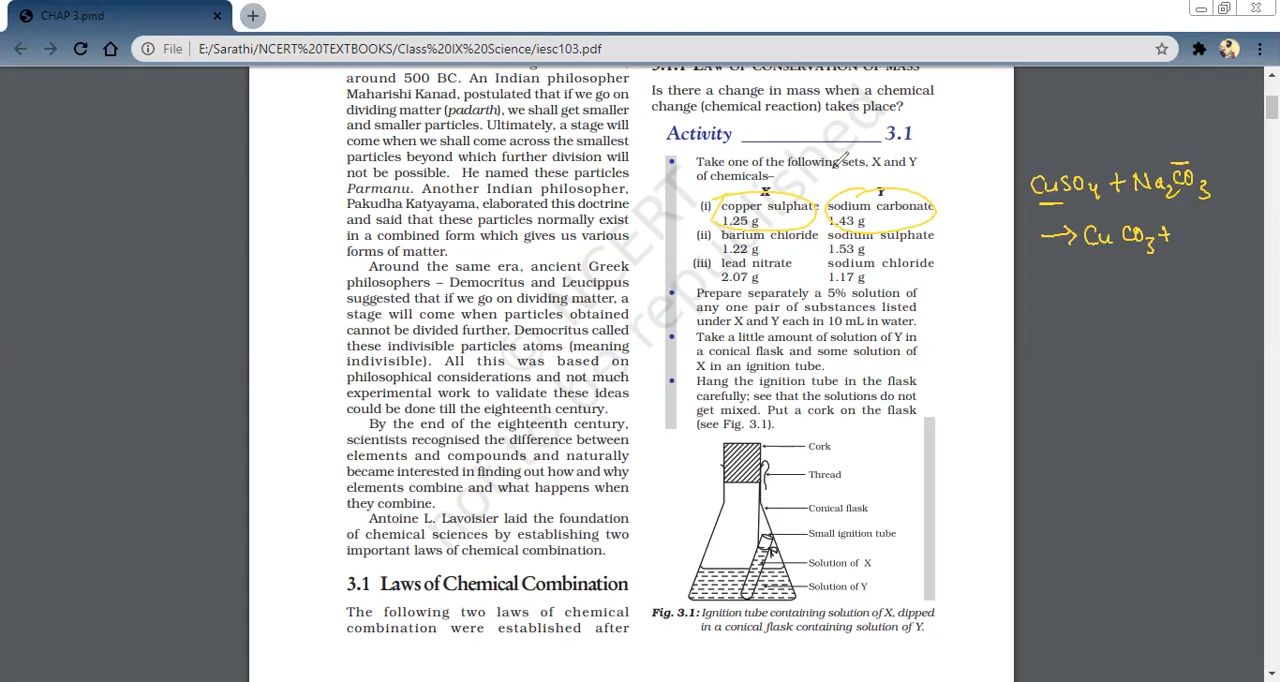 CHAP 3.pmd
File
E:/Sarathi/NCERT%20TEXTBOOKS/Class%20IX%20Science/iesc103.pdf
around 500 BC. An Indian philosopher
Maharishi Kanad, postulated that if we go on
dividing matter (padarth), we shall get smaller
and smaller particles. Ultimately, a stage will
come when we shall come across the smallest
particles beyond which further division will
not be possible. He named these particles
Parmanu. Another Indian philosopher,
Pakudha Katyayama, elaborated this doctrine
and said that these particles normally exist
in a combined form which gives us various
forms of matter.
Around the same era, ancient Greek
philosophers – Democritus and Leucippus
suggested that if we go on dividing matter, a
stage will come when particles obtained
cannot be divided further. Democritus called
these indivisible particles atoms (meaning
indivisible). All this was based on
philosophical considerations and not much
experimental work to validate these ideas
could be done till the eighteenth century.
By the end of the eighteenth century,
scientists recognised the difference between
elements and compounds and naturally
became interested in finding out how and why
elements combine and what happens when
they combine.
Antoine L. Lavoisier laid the foundation
of chemical sciences by establishing two
important laws of chemical combination.
3.1 Laws of Chemical Combination
The following two laws of chemical
combination were established after
3.1.1 LAW OF CONSERVATION OF MASS
Is there a change in mass when a chemical
change (chemical reaction) takes place?
Activity ______________ 3.1
• Take one of the following sets, X and Y
of chemicals–
X Y
(i) copper sulphate sodium carbonate
1.25 g 1.43 g
(ii) barium chloride sodium sulphate
1.22 g 1.53 g
(iii) lead nitrate sodium chloride
2.07 g 1.17 g
• Prepare separately a 5% solution of
any one pair of substances listed
under X and Y each in 10 mL in water.
• Take a little amount of solution of Y in
a conical flask and some solution of
X in an ignition tube.
• Hang the ignition tube in the flask
carefully; see that the solutions do not
get mixed. Put a cork on the flask
(see Fig. 3.1).
Cork
Thread
Conical flask
Small ignition tube
Solution of X
Solution of Y
Fig. 3.1: Ignition tube containing solution of X, dipped
in a conical flask containing solution of Y.
© NCERT
not to be republished
CuSO4 + Na2CO3
→ CuCO3 +